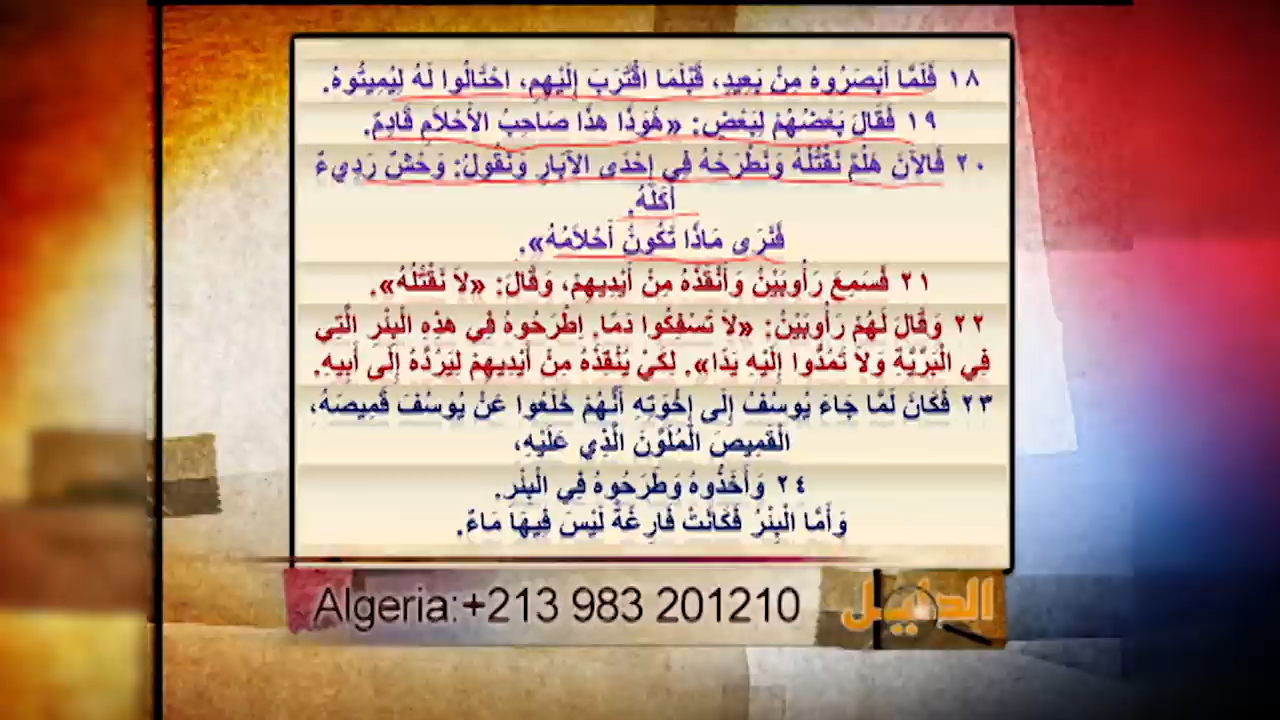 ١٨ فَلَمَّا أَبْصَرُوهُ مِنْ بَعِيدٍ، قَبْلَمَا اقْتَرَبَ إِلَيْهِمِ، احْتَالُوا لَهُ لِيُمِيتُوهُ.
١٩ فَقَالَ بَعْضُهُمْ لِبَعْضٍ: «هُوَذَا هذَا صَاحِبُ الأَحْلاَمِ قَادِمٌ.
٢٠ فَالآنَ هَلُمَّ نَقْتُلْهُ وَنَطْرَحْهُ فِي إِحْدَى الآبَارِ وَنَقُولُ: وَحْشٌ رَدِيءٌ
أَكَلَهُ.
فَنَرَى مَاذَا تَكُونُ أَحْلاَمُهُ».
٢١ فَسَمِعَ رَأُوبَيْنُ وَأَنْقَذَهُ مِنْ أَيْدِيهِمْ، وَقَالَ: «لاَ نَقْتُلُهُ».
٢٢ وَقَالَ لَهُمْ رَأُوبَيْنُ: «لاَ تَسْفِكُوا دَمًا. اِطْرَحُوهُ فِي هذِهِ الْبِئْرِ الَّتِي
فِي الْبَرِّيَّةِ وَلاَ تَمُدُّوا إِلَيْهِ يَدًا». لِكَيْ يُنْقِذَهُ مِنْ أَيْدِيهِمْ لِيَرُدَّهُ إِلَى أَبِيهِ.
٢٣ فَكَانَ لَمَّا جَاءَ يُوسُفُ إِلَى إِخْوَتِهِ أَنَّهُمْ خَلَعُوا عَنْ يُوسُفَ قَمِيصَهُ،
الْقَمِيصَ الْمُلَوَّنَ الَّذِي عَلَيْهِ،
٢٤ وَأَخَذُوهُ وَطَرَحُوهُ فِي الْبِئْرِ.
وَأَمَّا الْبِئْرُ فَكَانَتْ فَارِغَةً لَيْسَ فِيهَا مَاءٌ.
Algeria:+213 983 201210
الدليل